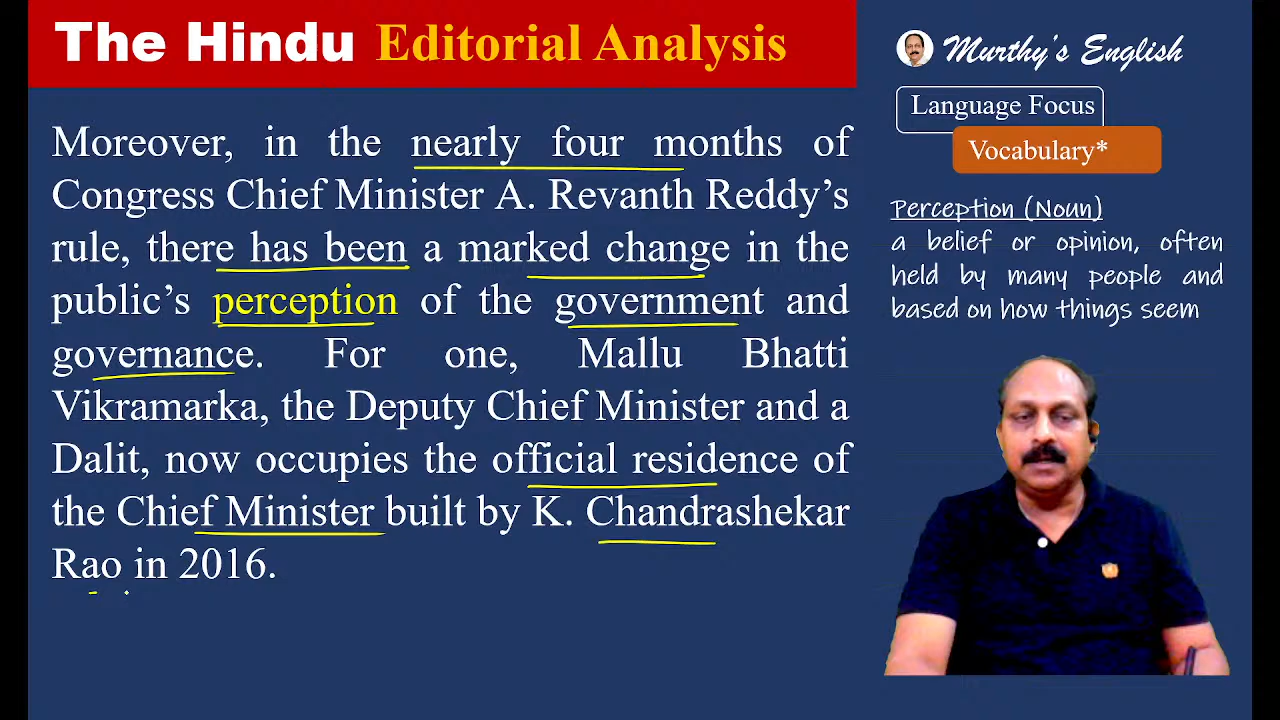 The Hindu Editorial Analysis
Moreover, in the nearly four months of
Congress Chief Minister A. Revanth Reddy’s
rule, there has been a marked change in the
public’s perception of the government and
governance. For one, Mallu Bhatti
Vikramarka, the Deputy Chief Minister and a
Dalit, now occupies the official residence of
the Chief Minister built by K. Chandrashekar
Rao in 2016.
Murthy’s English
Language Focus
Vocabulary*
Perception (Noun)
a belief or opinion, often
held by many people and
based on how things seem